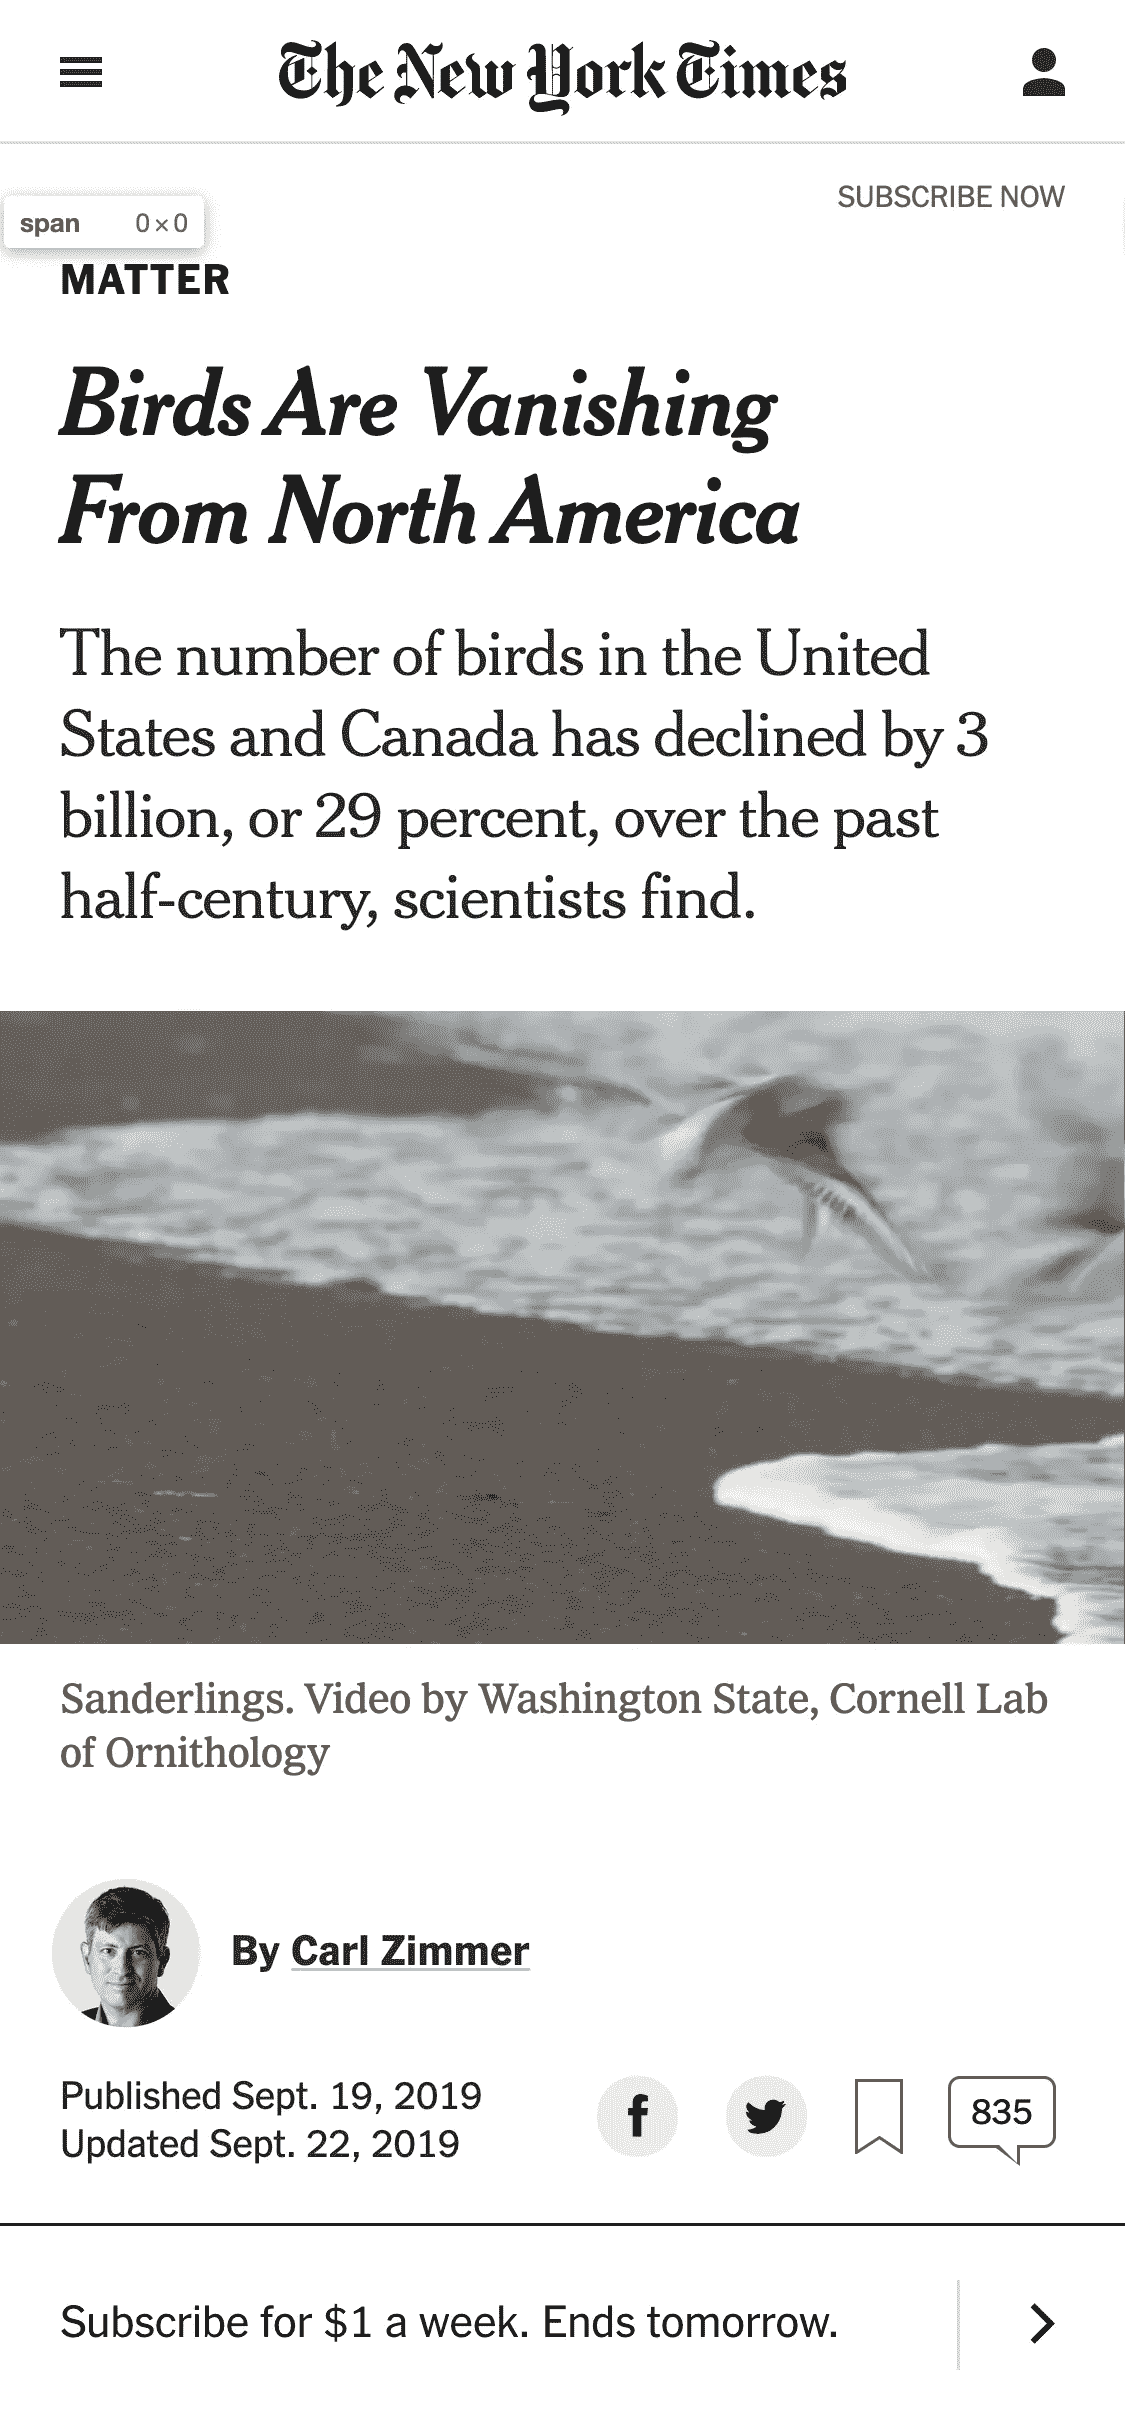 The New York Times
SUBSCRIBE NOW
span 0×0
MATTER
Birds Are Vanishing
From North America
The number of birds in the United
States and Canada has declined by 3
billion, or 29 percent, over the past
half-century, scientists find.
Sanderlings. Video by Washington State, Cornell Lab
of Ornithology
By Carl Zimmer
Published Sept. 19, 2019
Updated Sept. 22, 2019
835
Subscribe for $1 a week. Ends tomorrow.